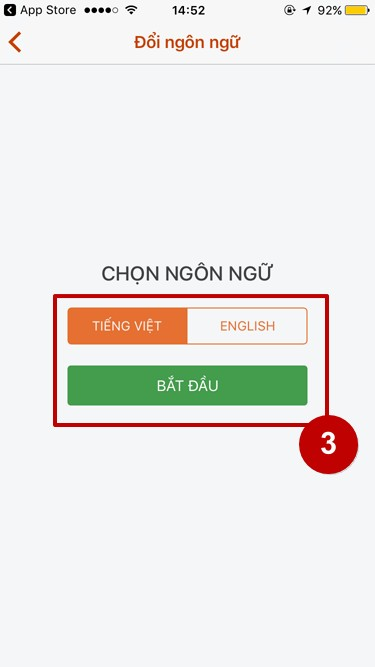 App Store 14:52 92%
Đổi ngôn ngữ
CHỌN NGÔN NGỮ
TIẾNG VIỆT ENGLISH
BẮT ĐẦU
3